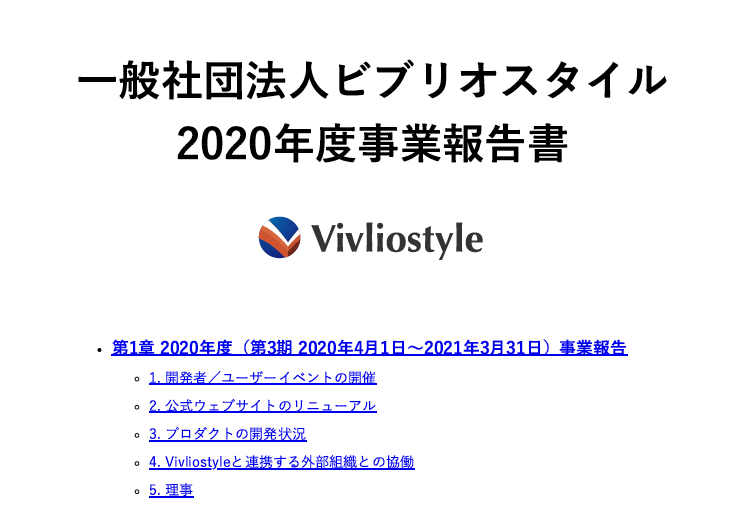 一般社団法人ビブリオスタイル
2020年度事業報告書
Vivliostyle
第1章 2020年度（第3期 2020年4月1日〜2021年3月31日）事業報告
1. 開発者／ユーザーイベントの開催
2. 公式ウェブサイトのリニューアル
3. プロダクトの開発状況
4. Vivliostyleと連携する外部組織との協働
5. 理事